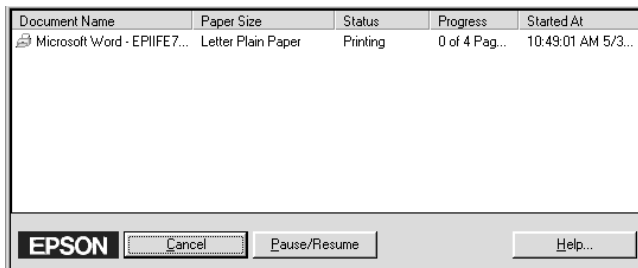 Document Name Paper Size Status Progress Started At
Microsoft Word - EPIIFE7... Letter Plain Paper Printing 0 of 4 Pag... 10:49:01 AM 5/3...
EPSON Cancel Pause/Resume Help...